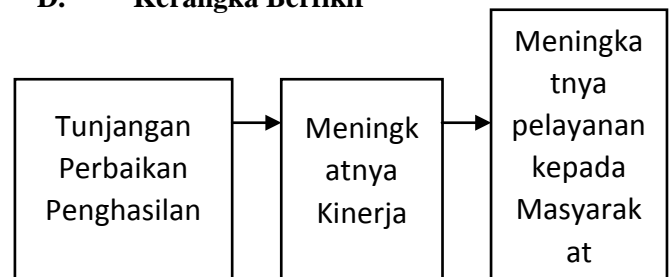 D. Kerangka Berfikir
Tunjangan
Perbaikan
Penghasilan
Meningk
atnya
Kinerja
Meningka
tnya
pelayanan
kepada
Masyarak
at